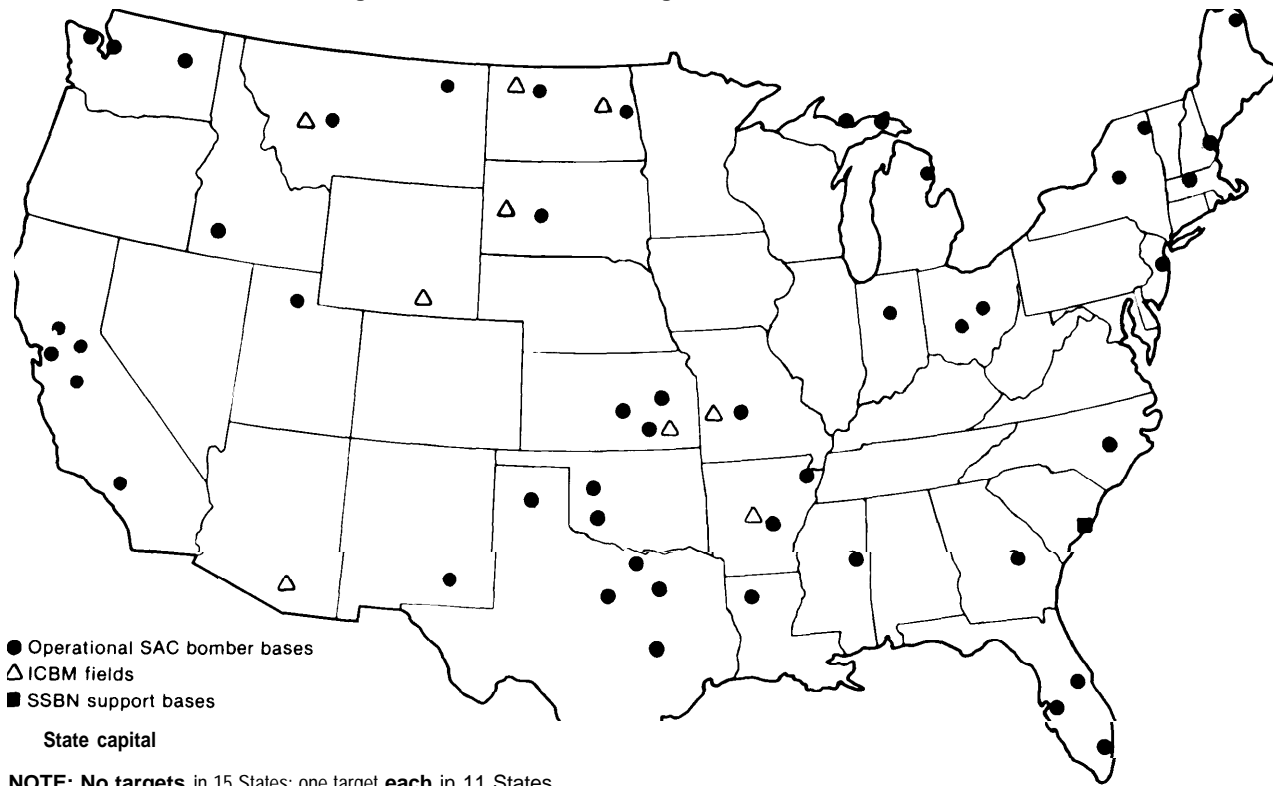 Operational SAC bomber bases
ICBM fields
SSBN support bases
State capital
NOTE: No targets in 15 States; one target each in 11 States